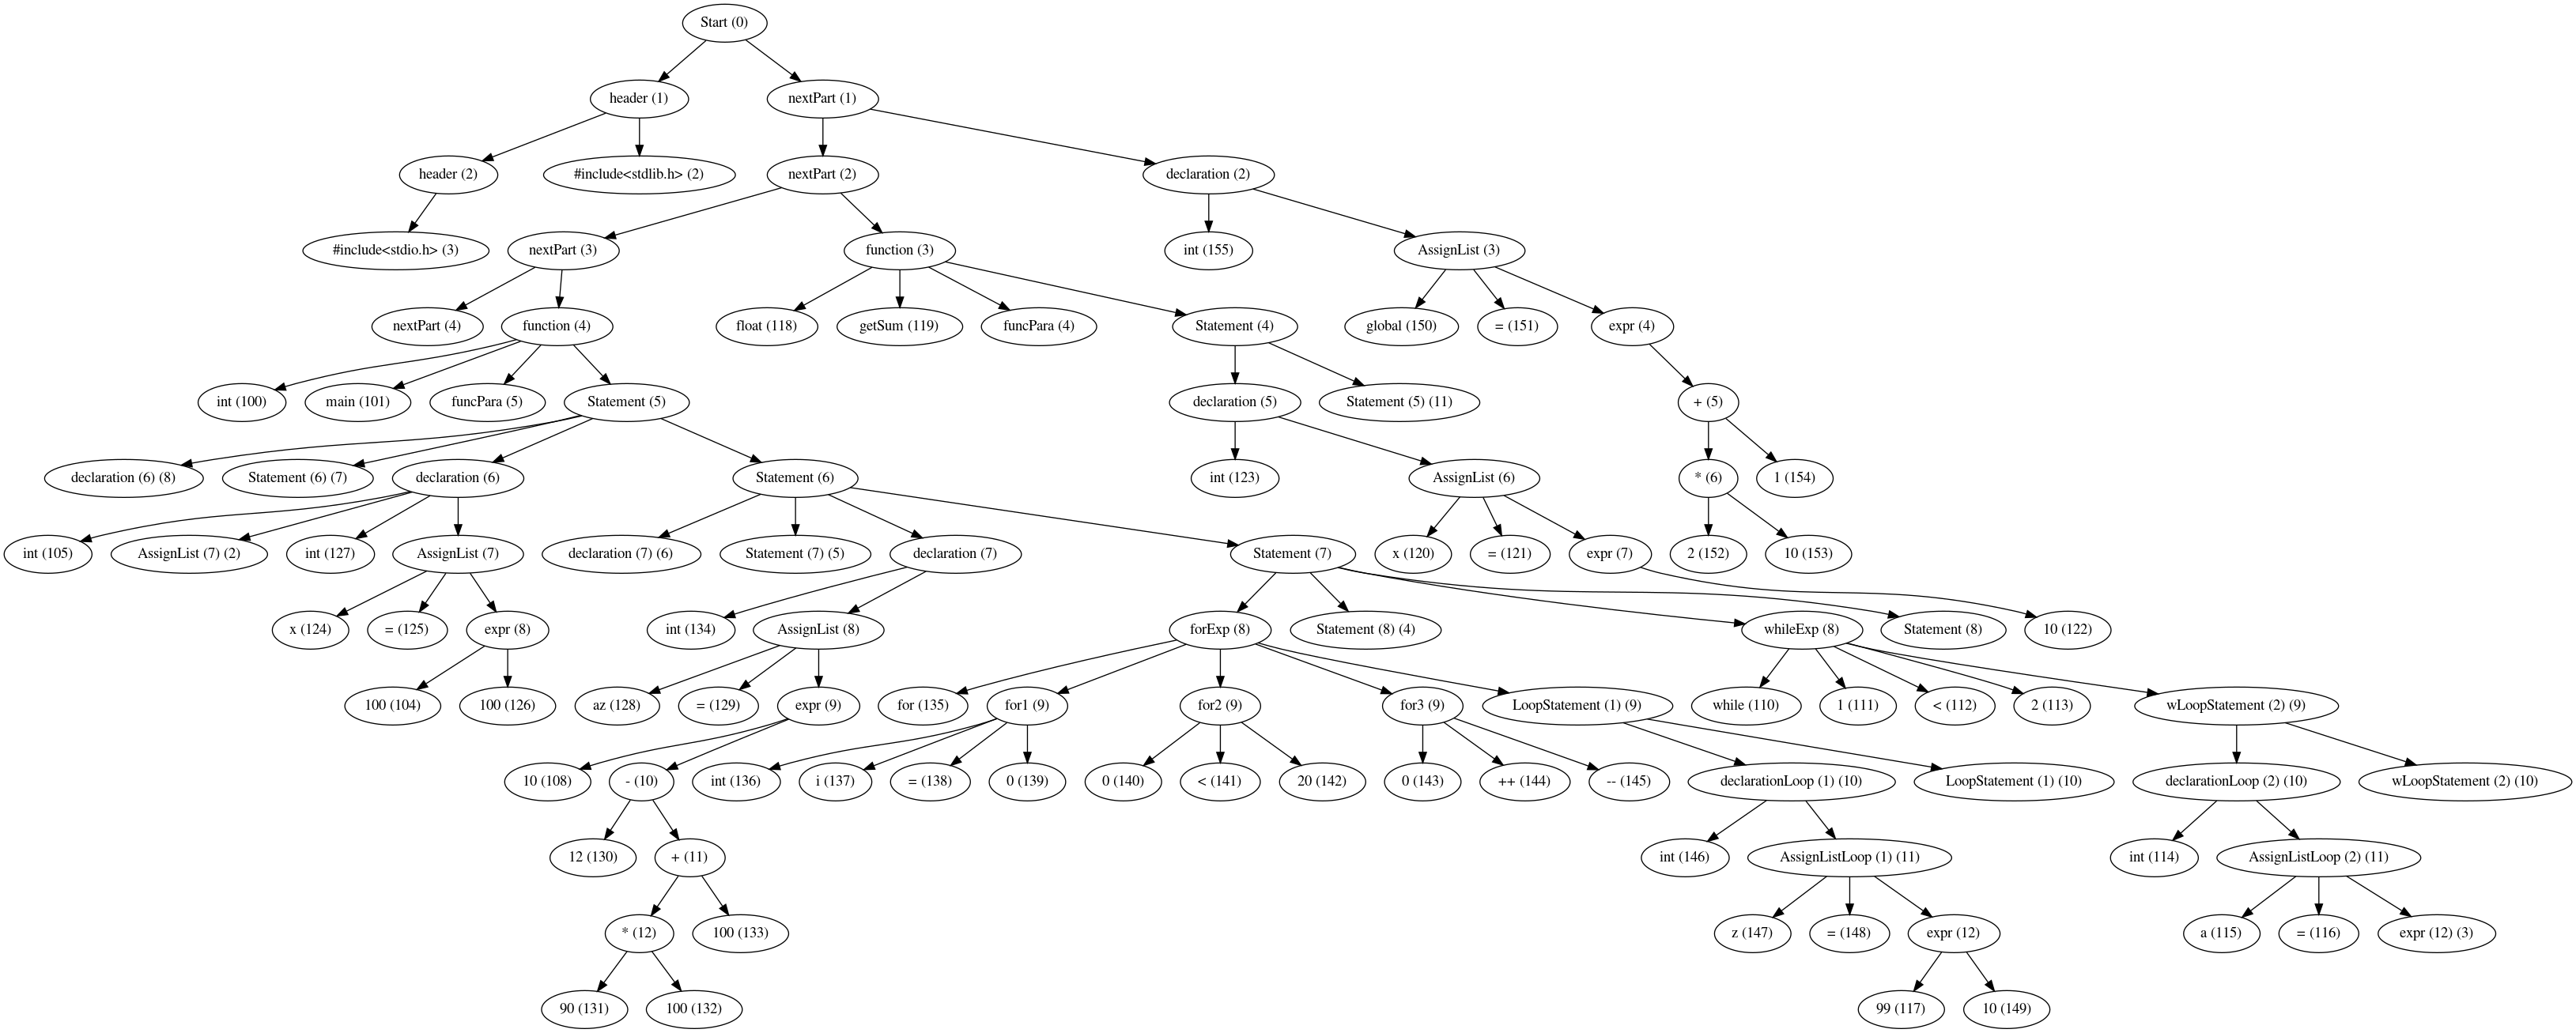 Start (0)
header (1)
nextPart (1)
header (2)
#include<stdlib.h> (2)
nextPart (2)
declaration (2)
#include<stdio.h> (3)
nextPart (3)
function (3)
int (155)
AssignList (3)
nextPart (4)
function (4)
float (118)
getSum (119)
funcPara (4)
Statement (4)
global (150)
= (151)
expr (4)
int (100)
main (101)
funcPara (5)
Statement (5)
declaration (5)
Statement (5) (11)
+ (5)
declaration (6) (8)
Statement (6) (7)
declaration (6)
Statement (6)
int (123)
AssignList (6)
* (6)
1 (154)
int (105)
AssignList (7) (2)
int (127)
AssignList (7)
declaration (7) (6)
Statement (7) (5)
declaration (7)
Statement (7)
x (120)
= (121)
expr (7)
2 (152)
10 (153)
x (124)
= (125)
expr (8)
int (134)
AssignList (8)
forExp (8)
Statement (8) (4)
whileExp (8)
Statement (8)
10 (122)
100 (104)
100 (126)
az (128)
= (129)
expr (9)
for (135)
for1 (9)
for2 (9)
for3 (9)
LoopStatement (1) (9)
while (110)
1 (111)
< (112)
2 (113)
wLoopStatement (2) (9)
10 (108)
- (10)
int (136)
i (137)
= (138)
0 (139)
0 (140)
< (141)
20 (142)
0 (143)
++ (144)
-- (145)
declarationLoop (1) (10)
LoopStatement (1) (10)
declarationLoop (2) (10)
wLoopStatement (2) (10)
12 (130)
+ (11)
int (146)
AssignListLoop (1) (11)
int (114)
AssignListLoop (2) (11)
* (12)
100 (133)
z (147)
= (148)
expr (12)
a (115)
= (116)
expr (12) (3)
90 (131)
100 (132)
99 (117)
10 (149)